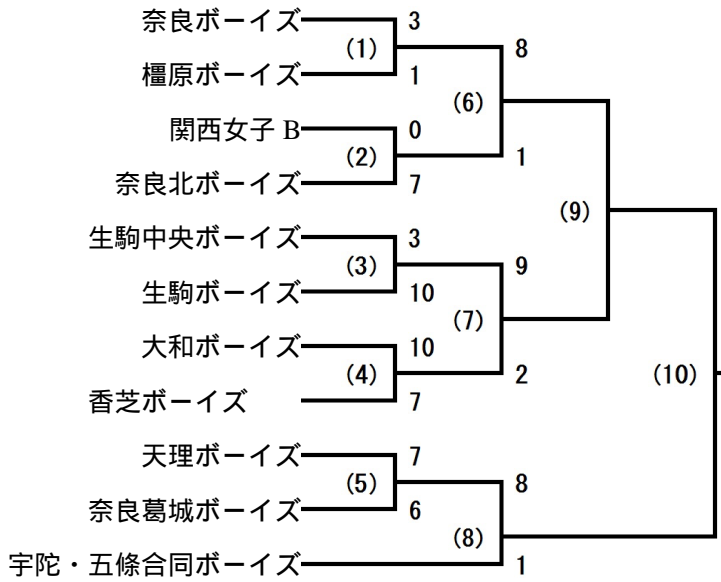 奈良ボーイズ 3
(1) 8
橿原ボーイズ 1
(6)
関西女子 B 0
(2) 1
奈良北ボーイズ 7
(9)
生駒中央ボーイズ 3
(3) 9
生駒ボーイズ 10
(7)
大和ボーイズ 10
(4) 2 (10)
香芝ボーイズ 7
天理ボーイズ 7
(5) 8
奈良葛城ボーイズ 6
(8)
宇陀・五條合同ボーイズ 1